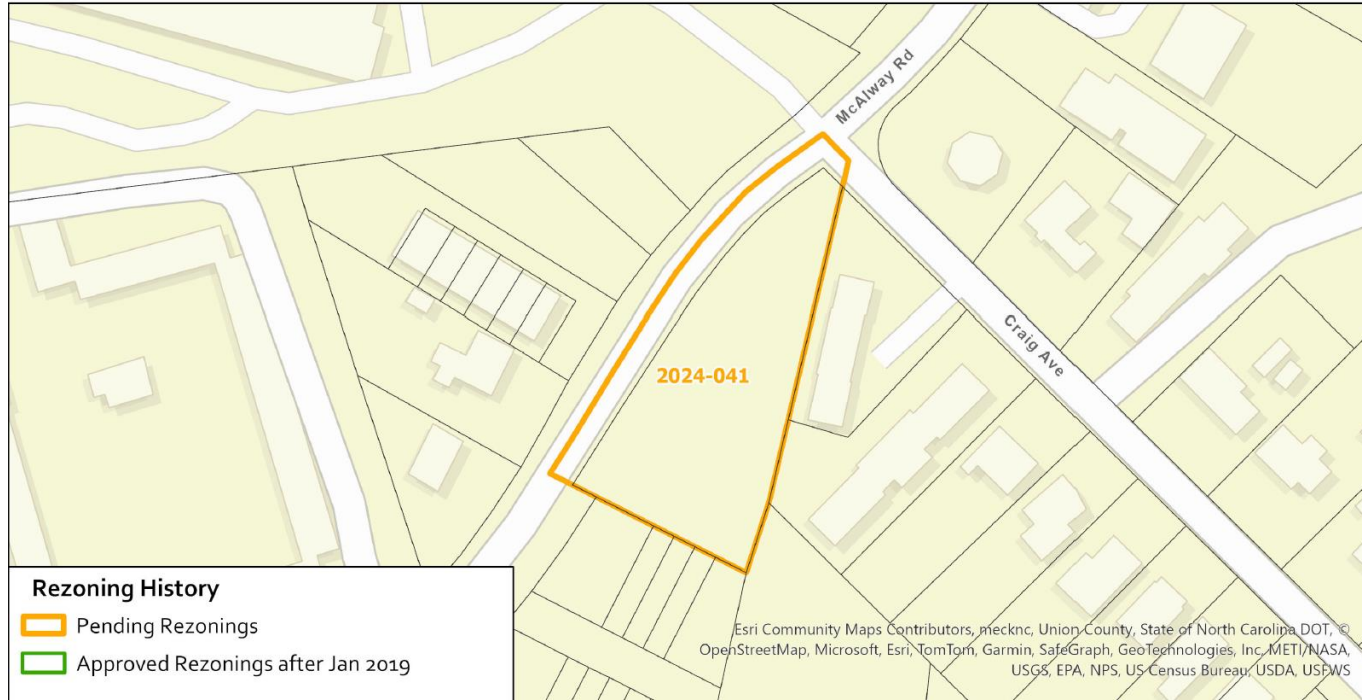 McAlway Rd
Craig Ave
2024-041
Rezoning History
Pending Rezonings
Approved Rezonings after Jan 2019
Esri Community Maps Contributors, mecknc, Union County, State of North Carolina DOT, ©
OpenStreetMap, Microsoft, Esri, TomTom, Garmin, SafeGraph, GeoTechnologies, Inc, METI/NASA,
USGS, EPA, NPS, US Census Bureau, USDA, USFWS